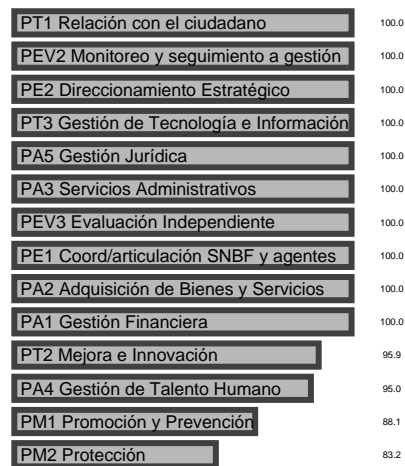 PT1 Relación con el ciudadano 100.0
PEV2 Monitoreo y seguimiento a gestión 100.0
PE2 Direccionamiento Estratégico 100.0
PT3 Gestión de Tecnología e Información 100.0
PA5 Gestión Jurídica 100.0
PA3 Servicios Administrativos 100.0
PEV3 Evaluación Independiente 100.0
PE1 Coord/articulación SNBF y agentes 100.0
PA2 Adquisición de Bienes y Servicios 100.0
PA1 Gestión Financiera 100.0
PT2 Mejora e Innovación 95.9
PA4 Gestión de Talento Humano 95.0
PM1 Promoción y Prevención 88.1
PM2 Protección 83.2